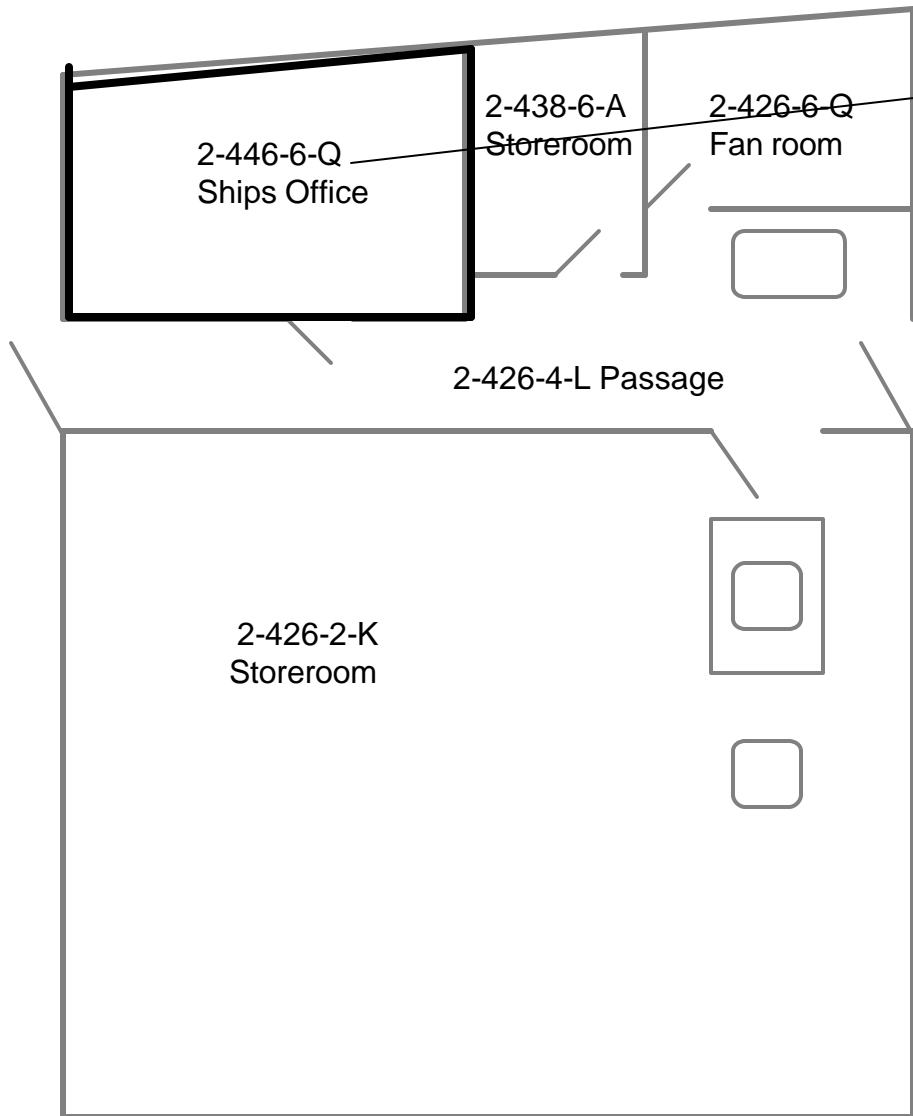 2-446-6-Q
Ships Office
2-438-6-A
Storeroom
2-426-6-Q
Fan room
2-426-4-L Passage
2-426-2-K
Storeroom